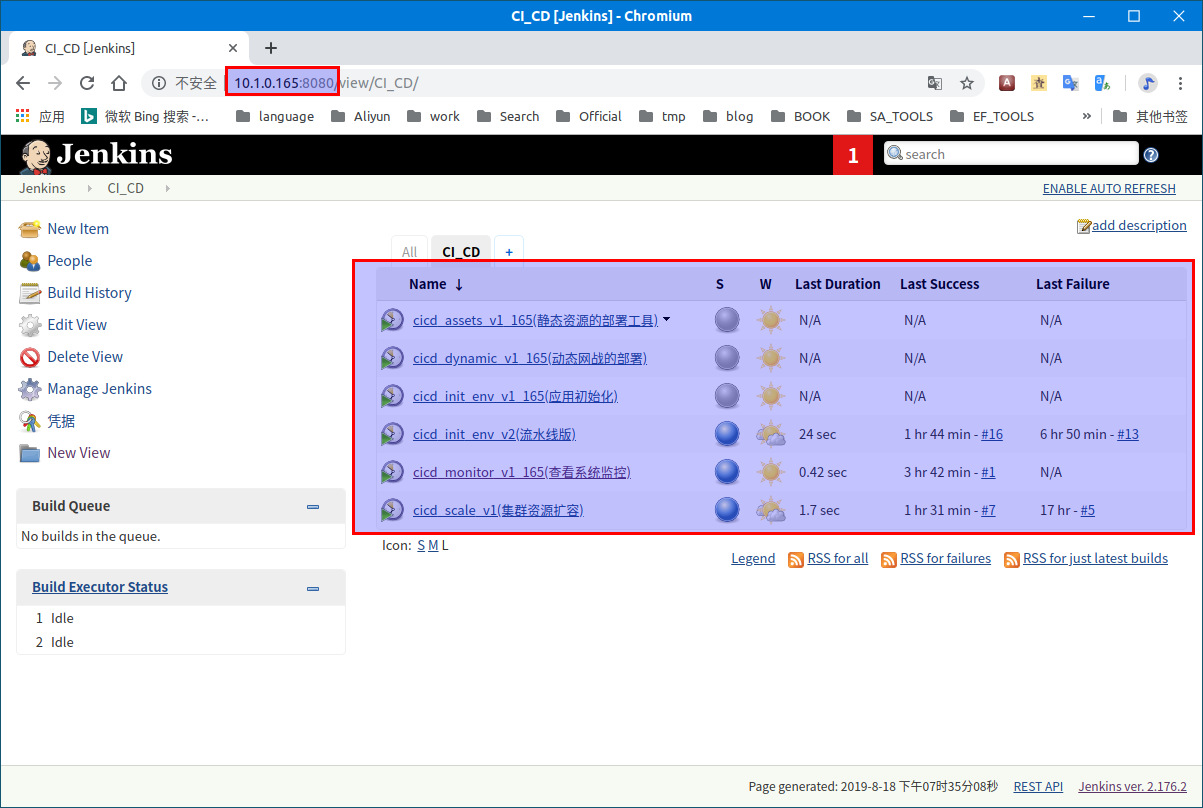 CI_CD [Jenkins] - Chromium
CI_CD [Jenkins]
不安全 10.1.0.165:8080/view/CI_CD/
应用 微软 Bing 搜索 -... language Aliyun work Search Official tmp blog BOOK SA_TOOLS EF_TOOLS » 其他书签
Jenkins 1 search
Jenkins CI_CD ENABLE AUTO REFRESH
add description
New Item
People
Build History
Edit View
Delete View
Manage Jenkins
凭据
New View
Build Queue
No builds in the queue.
Build Executor Status
1 Idle
2 Idle
All CI_CD +
Name ↓ S W Last Duration Last Success Last Failure
cicd_assets_v1_165(静态资源的部署工具) N/A N/A N/A
cicd_dynamic_v1_165(动态网战的部署) N/A N/A N/A
cicd_init_env_v1_165(应用初始化) N/A N/A N/A
cicd_init_env_v2(流水线版) 24 sec 1 hr 44 min - #16 6 hr 50 min - #13
cicd_monitor_v1_165(查看系统监控) 0.42 sec 3 hr 42 min - #1 N/A
cicd_scale_v1(集群资源扩容) 1.7 sec 1 hr 31 min - #7 17 hr - #5
Icon: S M L
Legend RSS for all RSS for failures RSS for just latest builds
Page generated: 2019-8-18 下午07时35分08秒 REST API Jenkins ver. 2.176.2